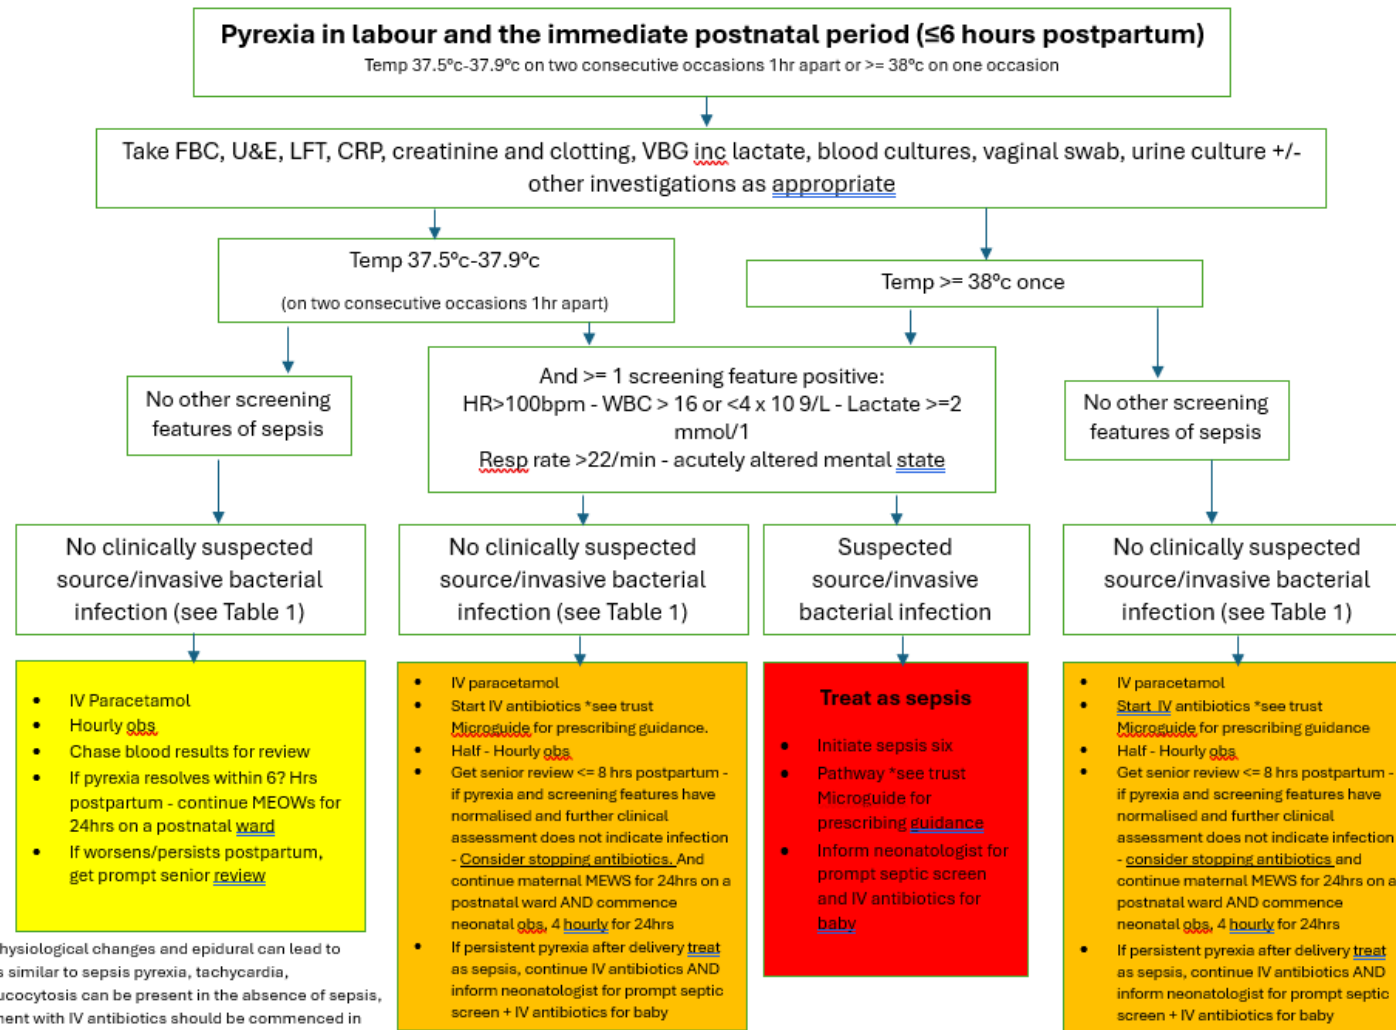 Pyrexia in labour and the immediate postnatal period (≤6 hours postpartum)
Temp 37.5ºc-37.9ºc on two consecutive occasions 1hr apart or >= 38ºc on one occasion
Take FBC, U&E, LFT, CRP, creatinine and clotting, VBG inc lactate, blood cultures, vaginal swab, urine culture +/-
other investigations as appropriate
Temp 37.5ºc-37.9ºc
(on two consecutive occasions 1hr apart)
Temp >= 38ºc once
No other screening
features of sepsis
And >= 1 screening feature positive:
HR>100bpm - WBC > 16 or <4 x 10 9/L - Lactate >=2
mmol/1
Resp rate >22/min - acutely altered mental state
No other screening
features of sepsis
No clinically suspected
source/invasive bacterial
infection (see Table 1)
No clinically suspected
source/invasive bacterial
infection (see Table 1)
Suspected
source/invasive
bacterial infection
No clinically suspected
source/invasive bacterial
infection (see Table 1)
• IV Paracetamol
• Hourly obs
• Chase blood results for review
• If pyrexia resolves within 6? Hrs
postpartum - continue MEOWs for
24hrs on a postnatal ward
• If worsens/persists postpartum,
get prompt senior review
• IV paracetamol
• Start IV antibiotics *see trust
Microguide for prescribing guidance.
• Half - Hourly obs
• Get senior review <= 8 hrs postpartum -
if pyrexia and screening features have
normalised and further clinical
assessment does not indicate infection
- Consider stopping antibiotics. And
continue maternal MEWS for 24hrs on a
postnatal ward AND commence
neonatal obs, 4 hourly for 24hrs
• If persistent pyrexia after delivery treat
as sepsis, continue IV antibiotics AND
inform neonatologist for prompt septic
screen + IV antibiotics for baby
Treat as sepsis
• Initiate sepsis six
• Pathway *see trust
Microguide for
prescribing guidance
• Inform neonatologist for
prompt septic screen
and IV antibiotics for
baby
• IV paracetamol
• Start IV antibiotics *see trust
Microguide for prescribing guidance
• Half - Hourly obs
• Get senior review <= 8 hrs postpartum -
if pyrexia and screening features have
normalised and further clinical
assessment does not indicate infection
- consider stopping antibiotics and
continue maternal MEWS for 24hrs on a
postnatal ward AND commence
neonatal obs, 4 hourly for 24hrs
• If persistent pyrexia after delivery treat
as sepsis, continue IV antibiotics AND
inform neonatologist for prompt septic
screen + IV antibiotics for baby
hysiological changes and epidural can lead to
s similar to sepsis pyrexia, tachycardia,
ucocytosis can be present in the absence of sepsis,
ent with IV antibiotics should be commenced in